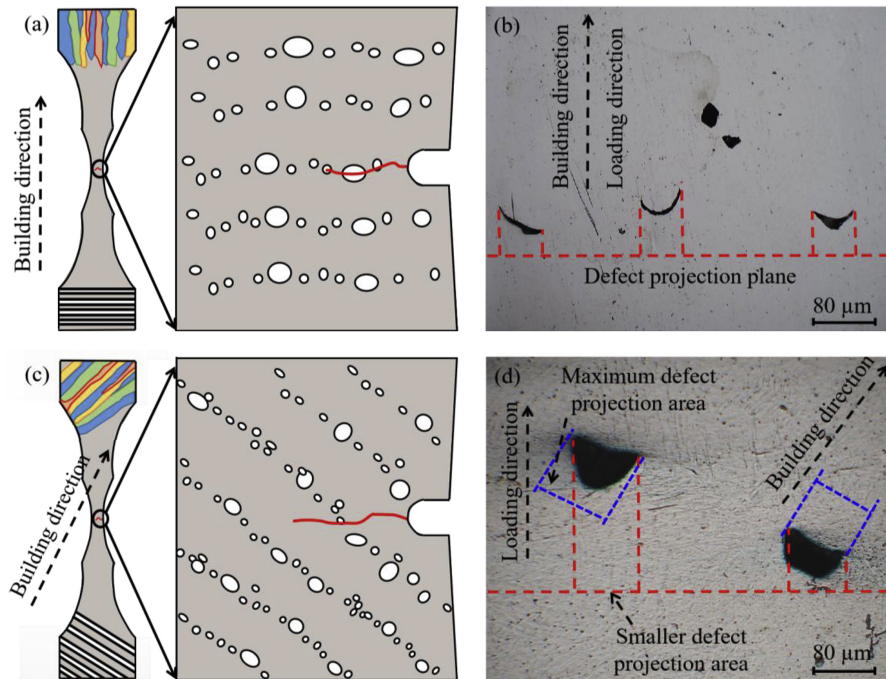 (a)
Building direction
(b)
Building direction
Loading direction
Defect projection plane
80 µm
(c)
Building direction
(d)
Maximum defect
projection area
Loading direction
Building direction
Smaller defect
projection area
80 µm